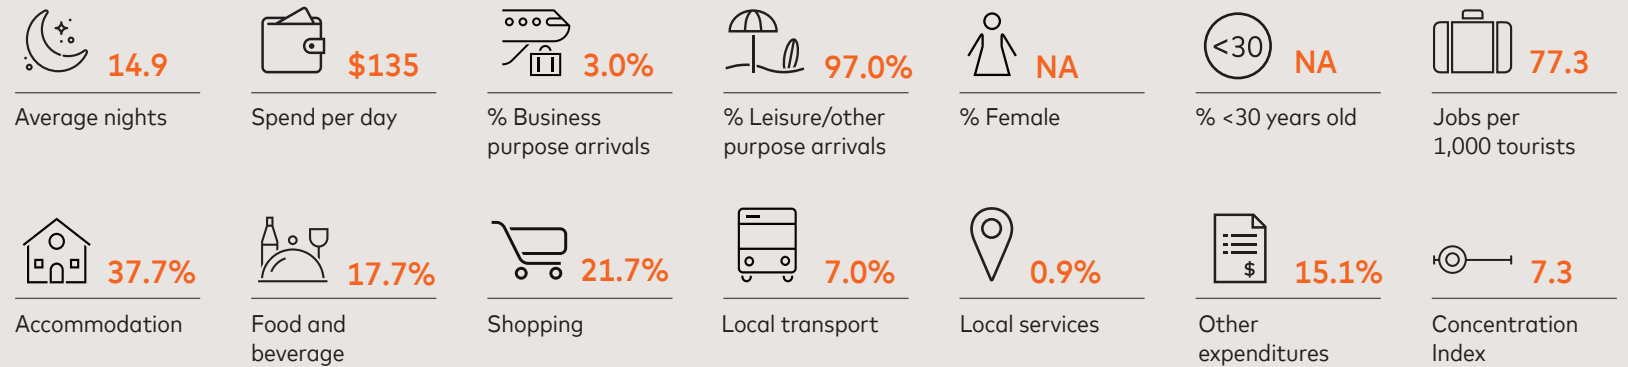 14.9
Average nights
$135
Spend per day
3.0%
% Business
purpose arrivals
97.0%
% Leisure/other
purpose arrivals
NA
% Female
<30
NA
% <30 years old
77.3
Jobs per
1,000 tourists
37.7%
Accommodation
17.7%
Food and
beverage
21.7%
Shopping
7.0%
Local transport
0.9%
Local services
$
15.1%
Other
expenditures
7.3
Concentration
Index